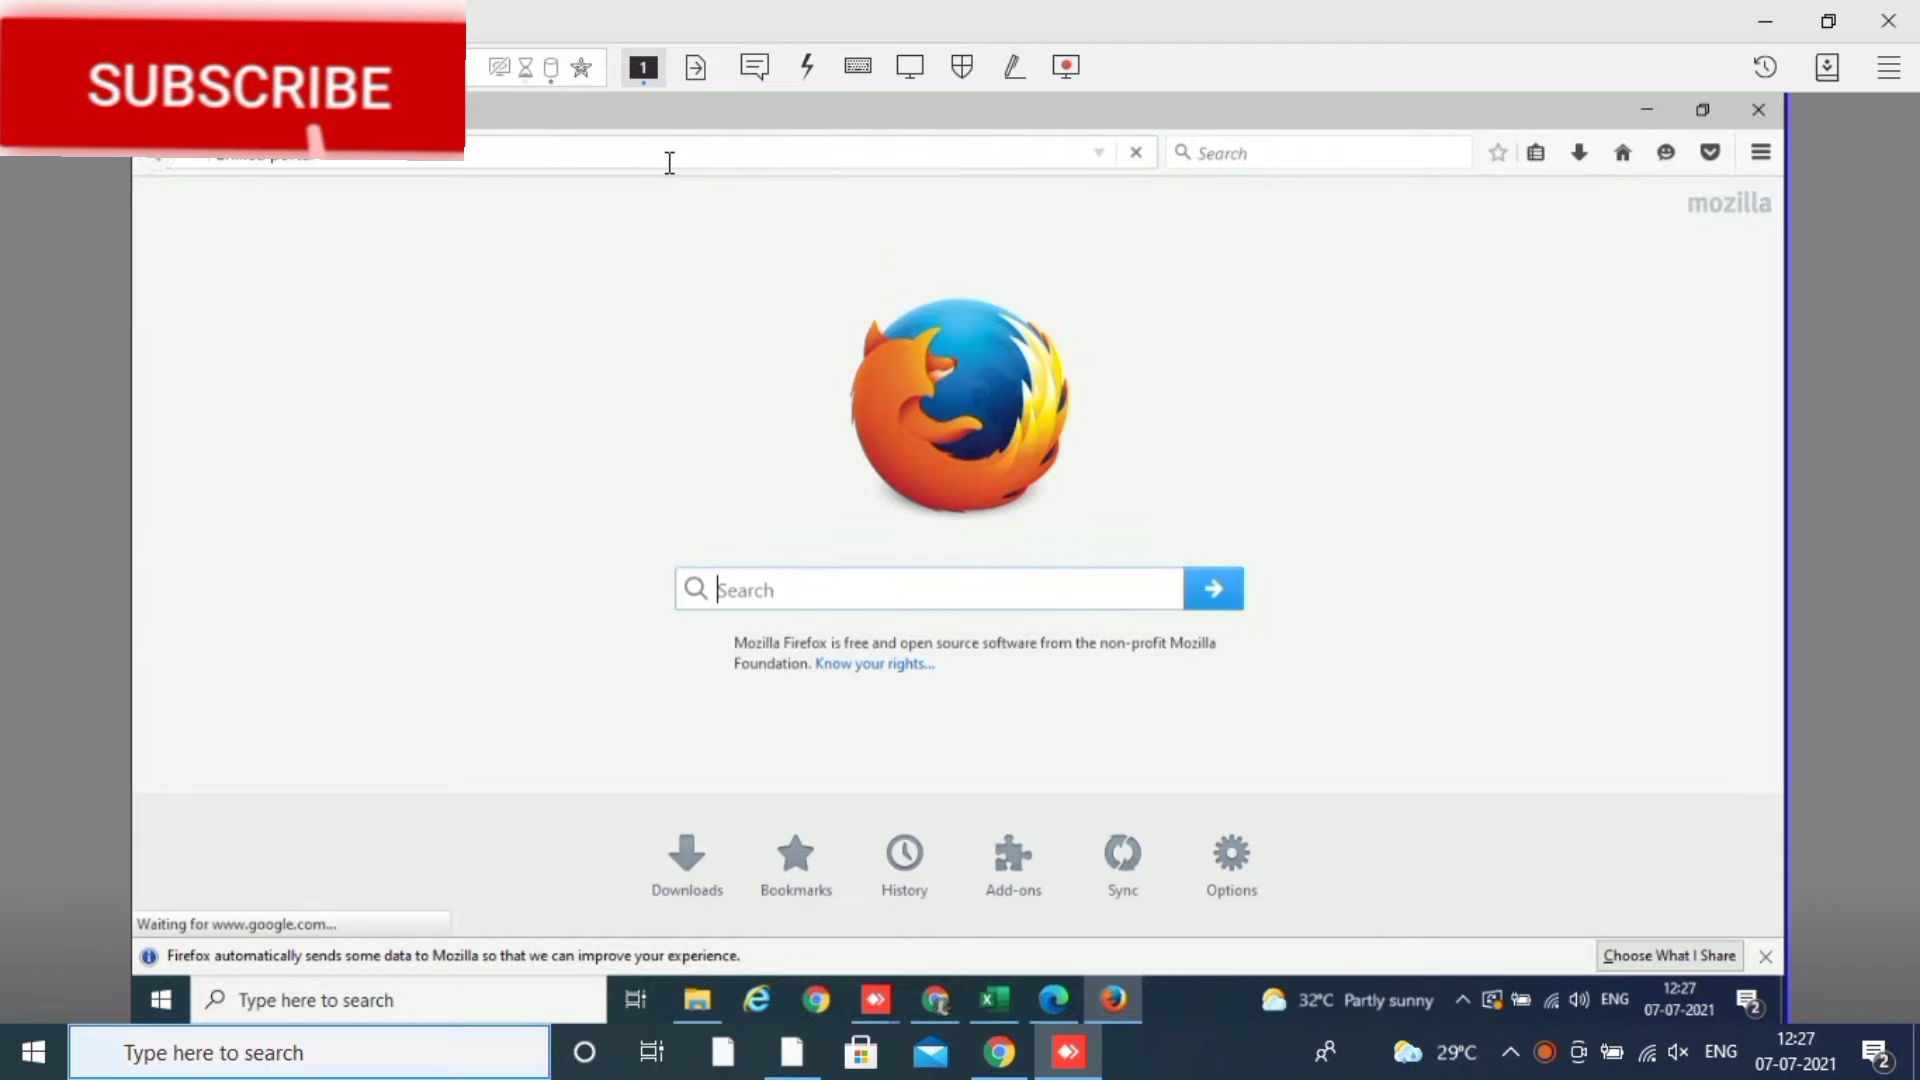 SUBSCRIBE
1
Search
mozilla
Search
Mozilla Firefox is free and open source software from the non-profit Mozilla
Foundation. Know your rights...
Downloads
Bookmarks
History
Add-ons
Sync
Options
Waiting for www.google.com...
Firefox automatically sends some data to Mozilla so that we can improve your experience.
Choose What I Share
Type here to search
32°C Partly sunny
ENG
12:27
07-07-2021
2
Type here to search
29°C
ENG
12:27
07-07-2021
2